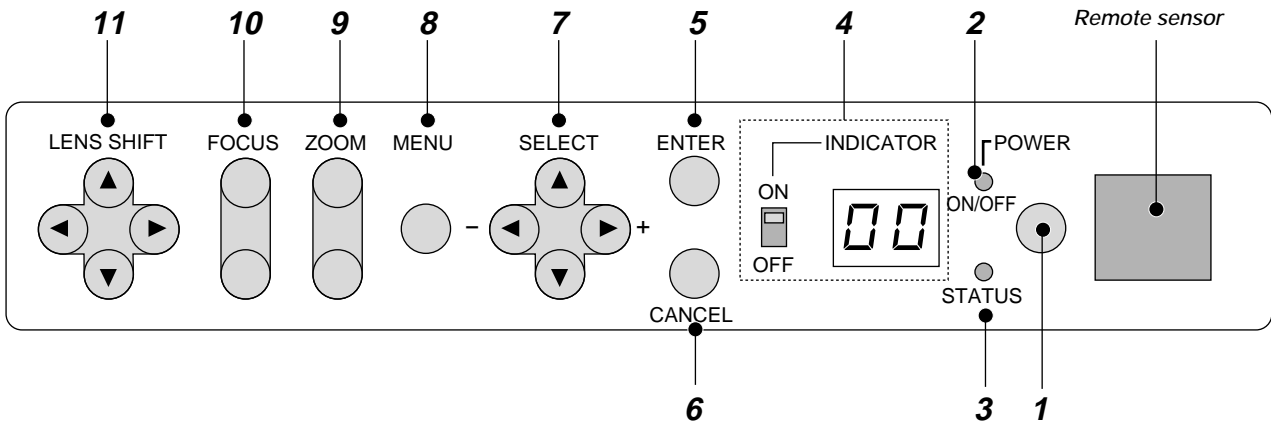 11 10 9 8 7 5 4 2 Remote sensor
LENS SHIFT FOCUS ZOOM MENU SELECT ENTER INDICATOR POWER
ON ON/OFF
- +
00
OFF
STATUS
CANCEL
6 3 1